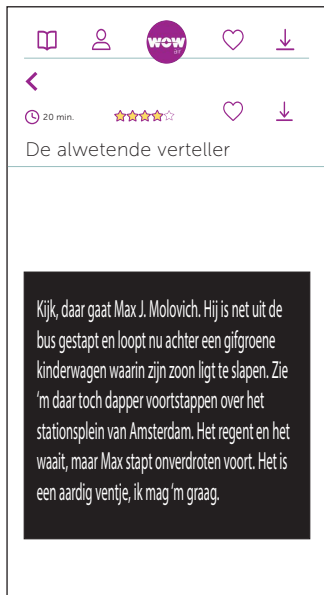 wow
air
20 min.
De alwetende verteller
Kijk, daar gaat Max J. Molovich. Hij is net uit de
bus gestapt en loopt nu achter een gifgroene
kinderwagen waarin zijn zoon ligt te slapen. Zie
‘m daar toch dapper voortstappen over het
stationsplein van Amsterdam. Het regent en het
waait, maar Max stapt onverdroten voort. Het is
een aardig ventje, ik mag ‘m graag.